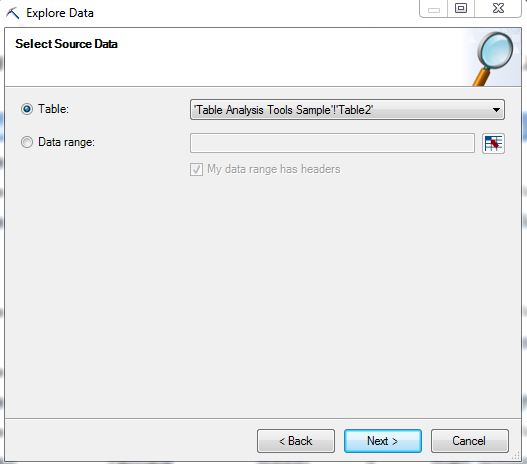 Explore Data
Select Source Data
Table:
'Table Analysis Tools Sample'!'Table2'
Data range:
My data range has headers
< Back
Next >
Cancel